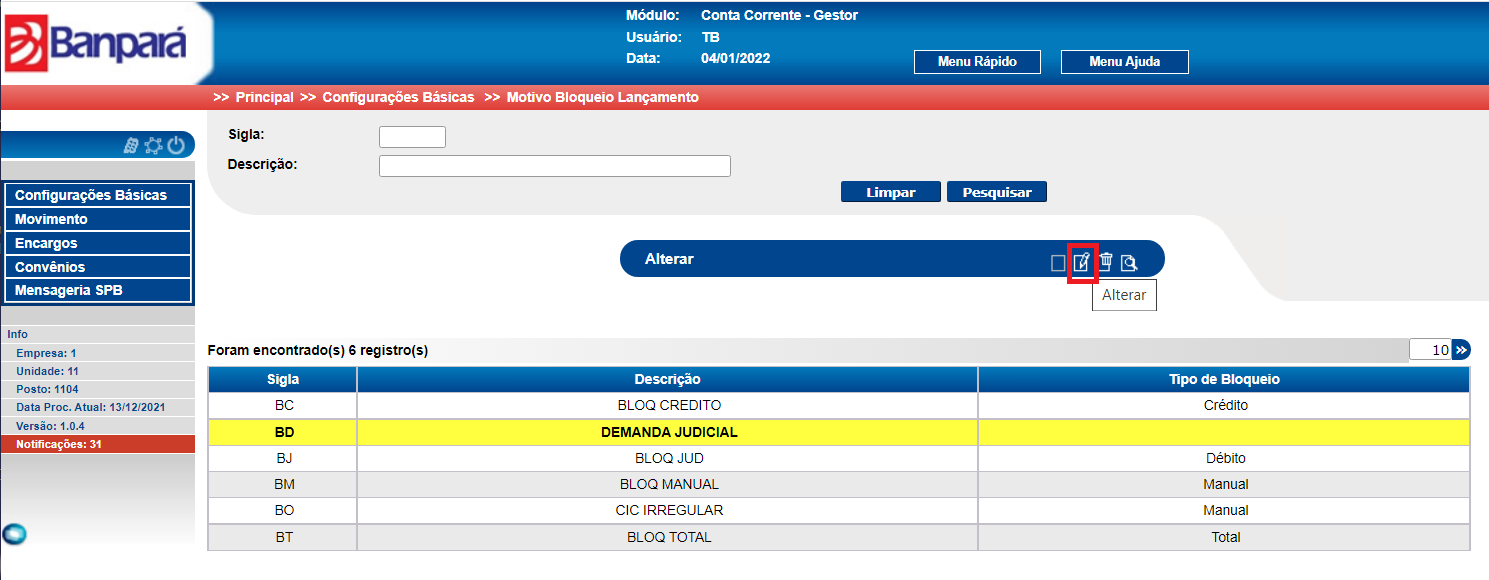 Banpará
Módulo: Conta Corrente - Gestor
Usuário: TB
Data: 04/01/2022
Menu Rápido Menu Ajuda
>> Principal >> Configurações Básicas >> Motivo Bloqueio Lançamento
Sigla:
Descrição:
Limpar Pesquisar
Configurações Básicas
Movimento
Encargos
Convênios
Mensageria SPB
Info
Empresa: 1
Unidade: 11
Posto: 1104
Data Proc. Atual: 13/12/2021
Versão: 1.0.4
Notificações: 31
Alterar
Alterar
Foram encontrado(s) 6 registro(s) 10
Sigla Descrição Tipo de Bloqueio
BC BLOQ CREDITO Crédito
BD DEMANDA JUDICIAL
BJ BLOQ JUD Débito
BM BLOQ MANUAL Manual
BO CIC IRREGULAR Manual
BT BLOQ TOTAL Total